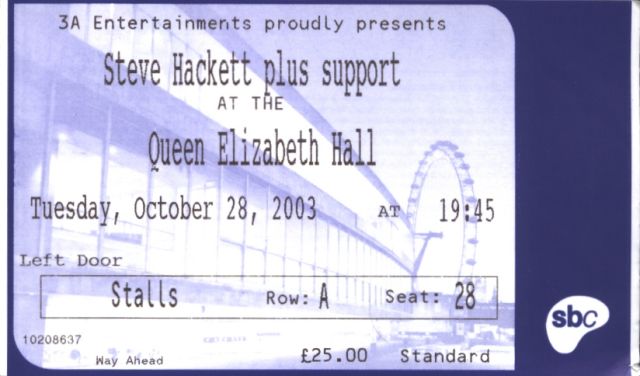 3A Entertainments proudly presents
Steve Hackett plus support
AT THE
Queen Elizabeth Hall
Tuesday, October 28, 2003 AT 19:45
Left Door
Stalls Row: A Seat: 28
10208637
Way Ahead £25.00 Standard
sbc